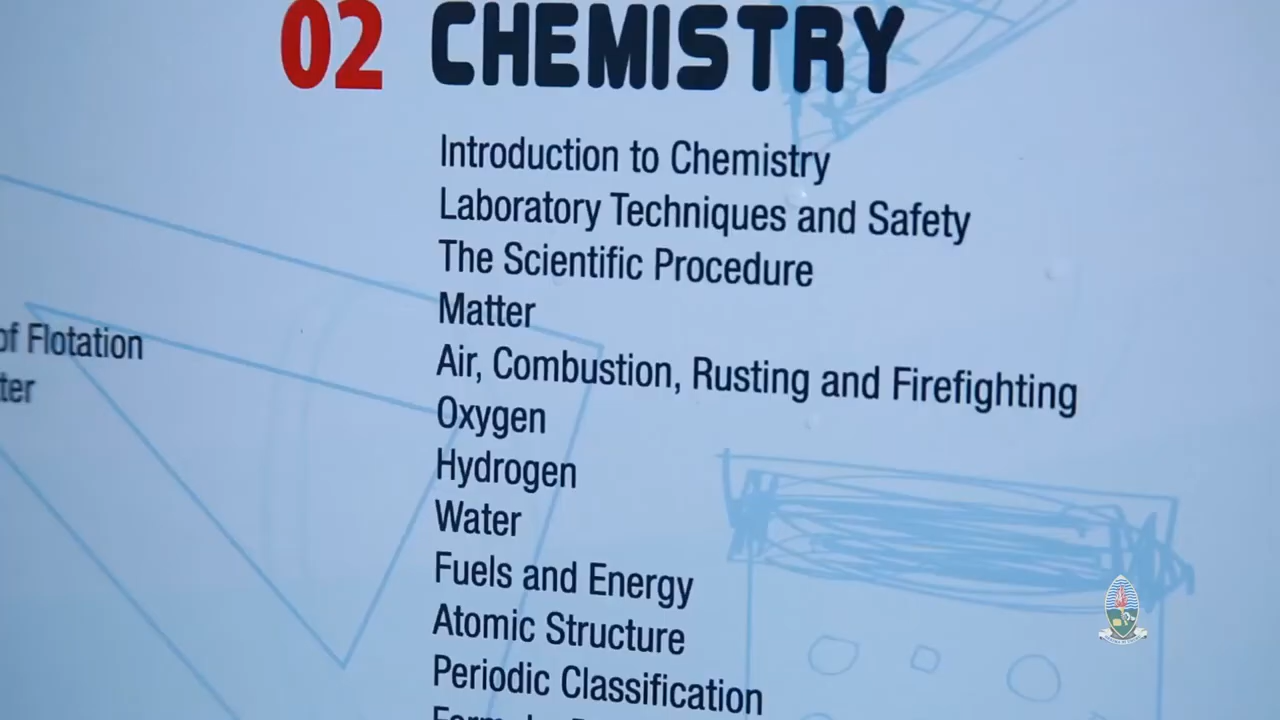 02 CHEMISTRY
Introduction to Chemistry
Laboratory Techniques and Safety
The Scientific Procedure
Matter
Air, Combustion, Rusting and Firefighting
Oxygen
Hydrogen
Water
Fuels and Energy
Atomic Structure
Periodic Classification
of Flotation